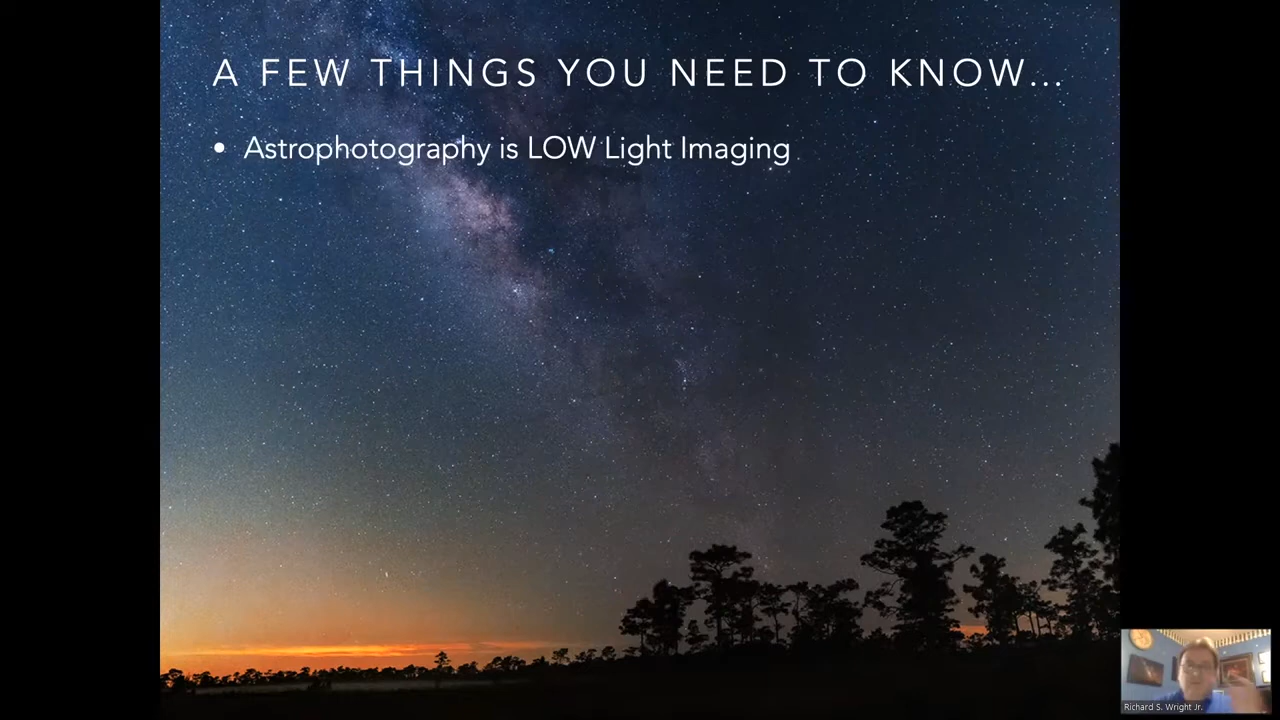 A FEW THINGS YOU NEED TO KNOW...
• Astrophotography is LOW Light Imaging
Richard S. Wright Jr.